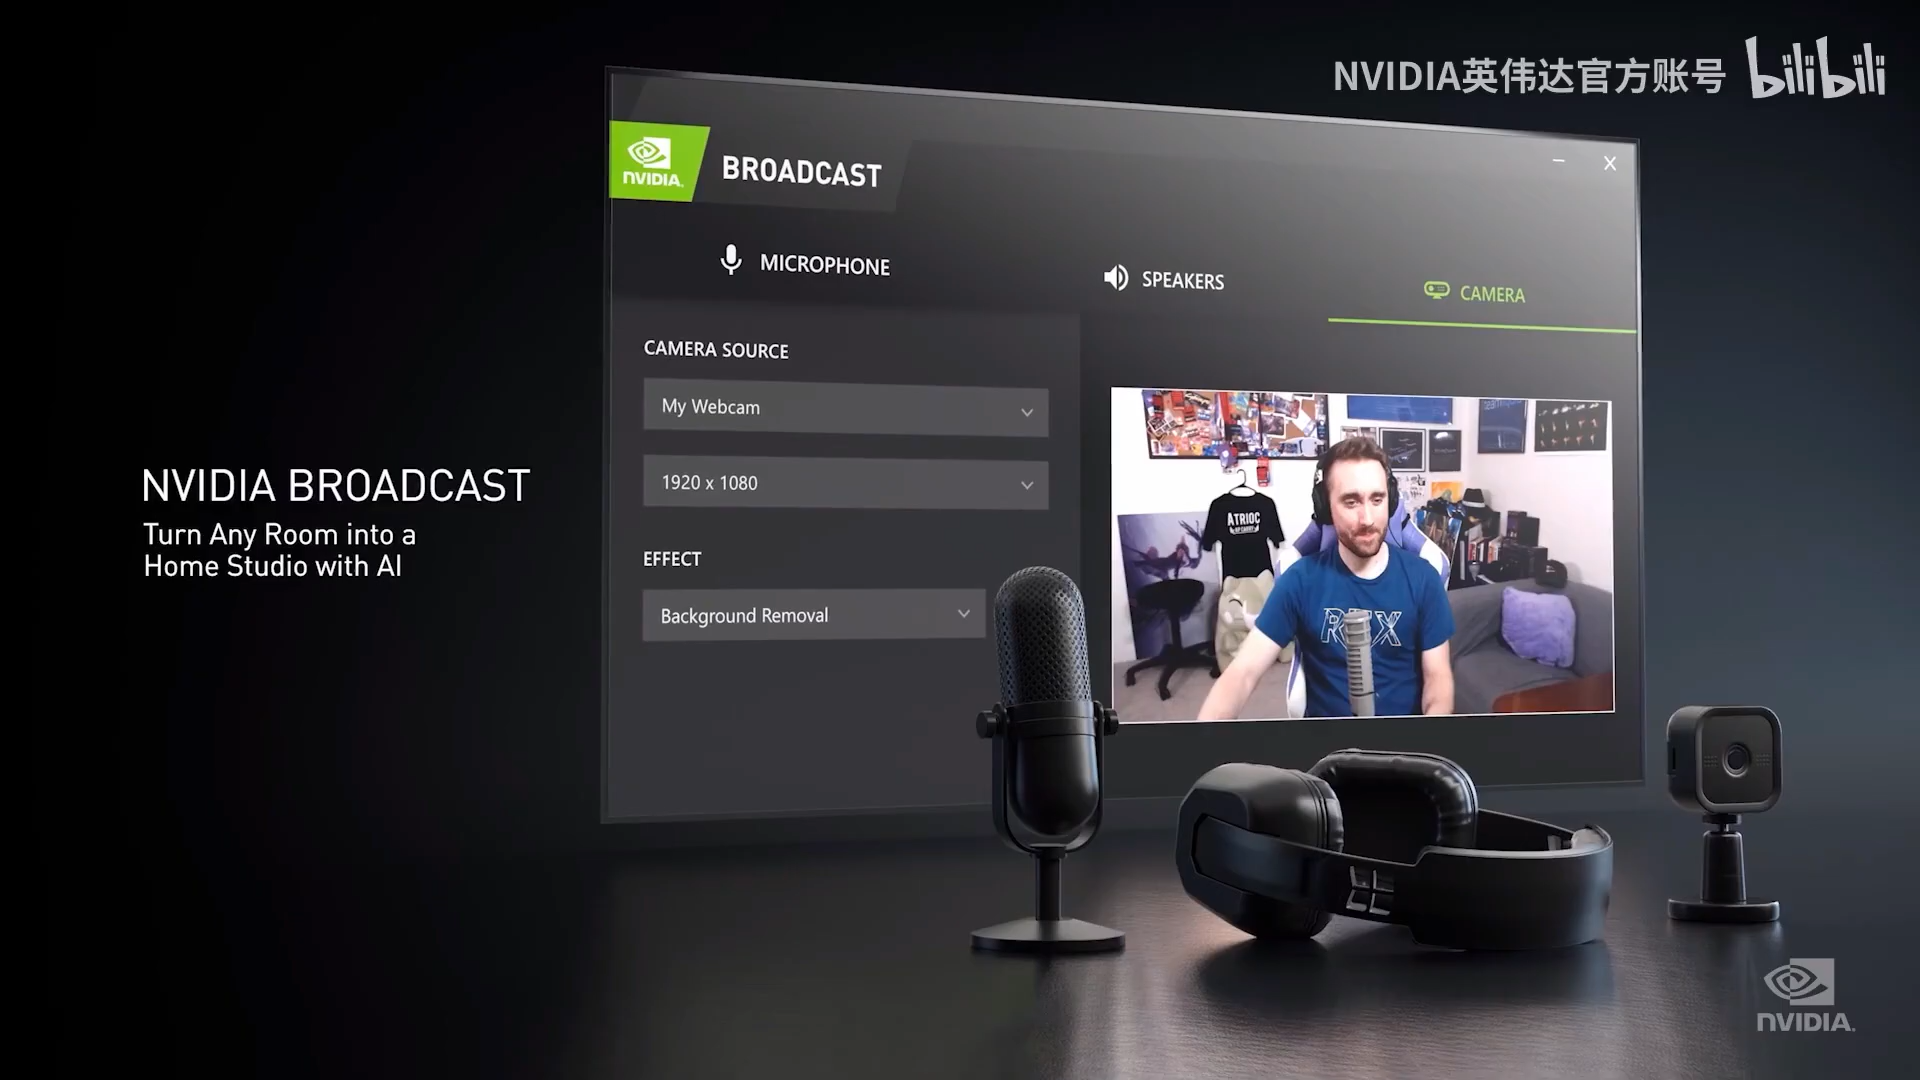 NVIDIA英伟达官方账号 bilibili
NVIDIA.
BROADCAST
MICROPHONE
SPEAKERS
CAMERA
CAMERA SOURCE
My Webcam
1920 x 1080
EFFECT
Background Removal
NVIDIA BROADCAST
Turn Any Room into a
Home Studio with AI
ATRIOC
RTX
NVIDIA.